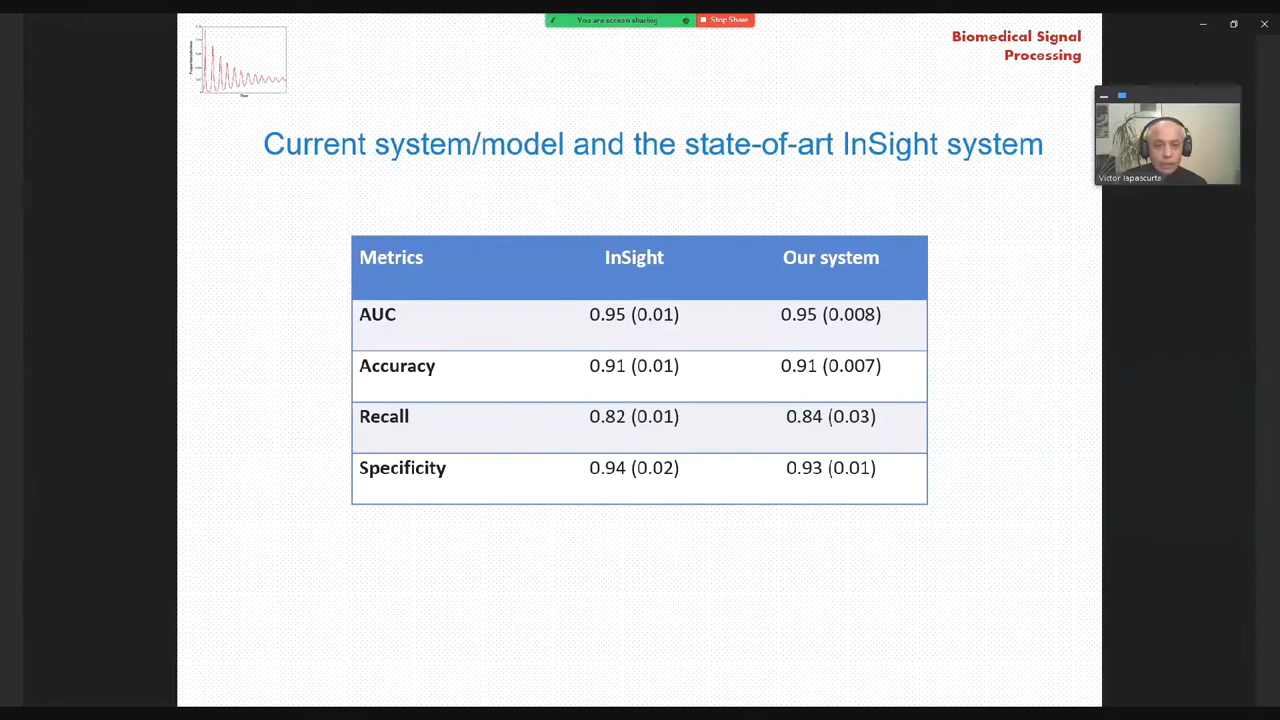 You are screen sharing
Stop Share
Biomedical Signal
Processing
Time
Current system/model and the state-of-art InSight system
Victor Iapascurta
Metrics InSight Our system
AUC 0.95 (0.01) 0.95 (0.008)
Accuracy 0.91 (0.01) 0.91 (0.007)
Recall 0.82 (0.01) 0.84 (0.03)
Specificity 0.94 (0.02) 0.93 (0.01)